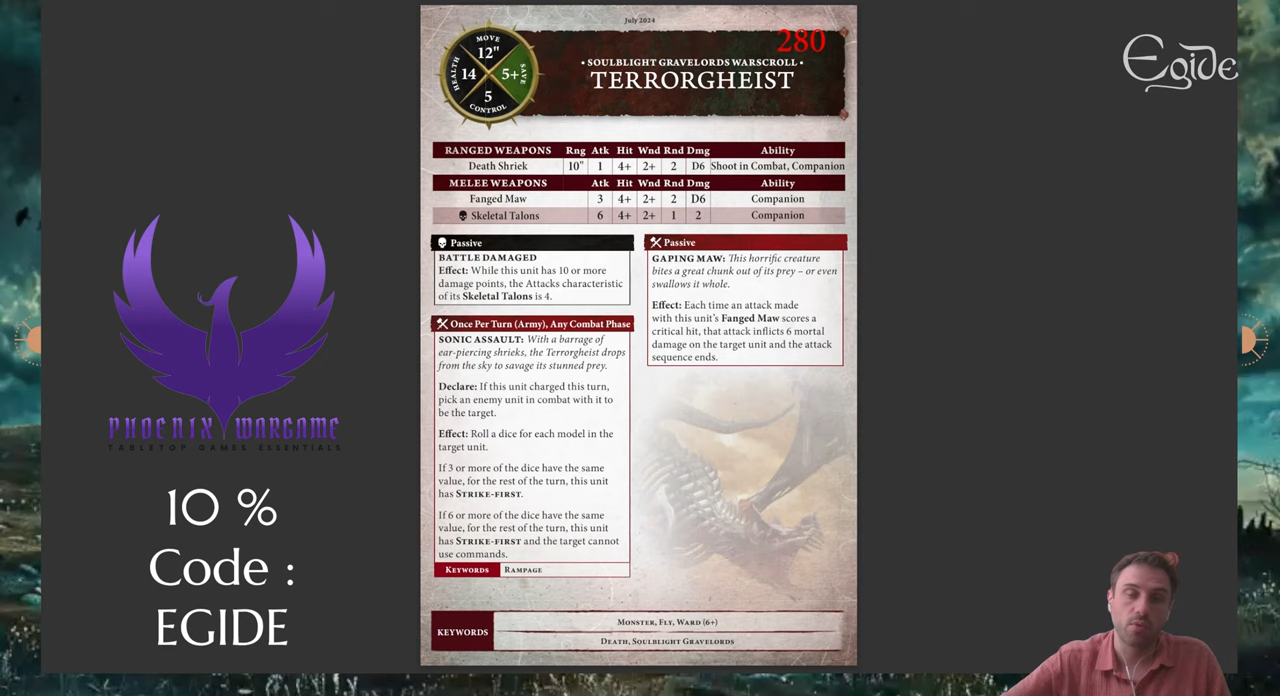 July 2024
280
MOVE
12"
HEALTH
14
5+
SAVE
5
CONTROL
• SOULBLIGHT GRAVELORDS WARSCROLL •
TERRORGHEIST
Egide
RANGED WEAPONS Rng Atk Hit Wnd Rnd Dmg Ability
Death Shriek 10" 1 4+ 2+ 2 D6 Shoot in Combat, Companion
MELEE WEAPONS Atk Hit Wnd Rnd Dmg Ability
Fanged Maw 3 4+ 2+ 2 D6 Companion
Skeletal Talons 6 4+ 2+ 1 2 Companion
Passive
BATTLE DAMAGED
Effect: While this unit has 10 or more
damage points, the Attacks characteristic
of its Skeletal Talons is 4.
Once Per Turn (Army), Any Combat Phase
SONIC ASSAULT: With a barrage of
ear-piercing shrieks, the Terrorgheist drops
from the sky to savage its stunned prey.
Declare: If this unit charged this turn,
pick an enemy unit in combat with it to
be the target.
Effect: Roll a dice for each model in the
target unit.
If 3 or more of the dice have the same
value, for the rest of the turn, this unit
has STRIKE-FIRST.
If 6 or more of the dice have the same
value, for the rest of the turn, this unit
has STRIKE-FIRST and the target cannot
use commands.
KEYWORDS RAMPAGE
Passive
GAPING MAW: This horrific creature
bites a great chunk out of its prey – or even
swallows it whole.
Effect: Each time an attack made
with this unit's Fanged Maw scores a
critical hit, that attack inflicts 6 mortal
damage on the target unit and the attack
sequence ends.
KEYWORDS
MONSTER, FLY, WARD (6+)
DEATH, SOULBLIGHT GRAVELORDS
PHOENIX WARGAME
TABLETOP GAMES ESSENTIALS
10 %
Code :
EGIDE